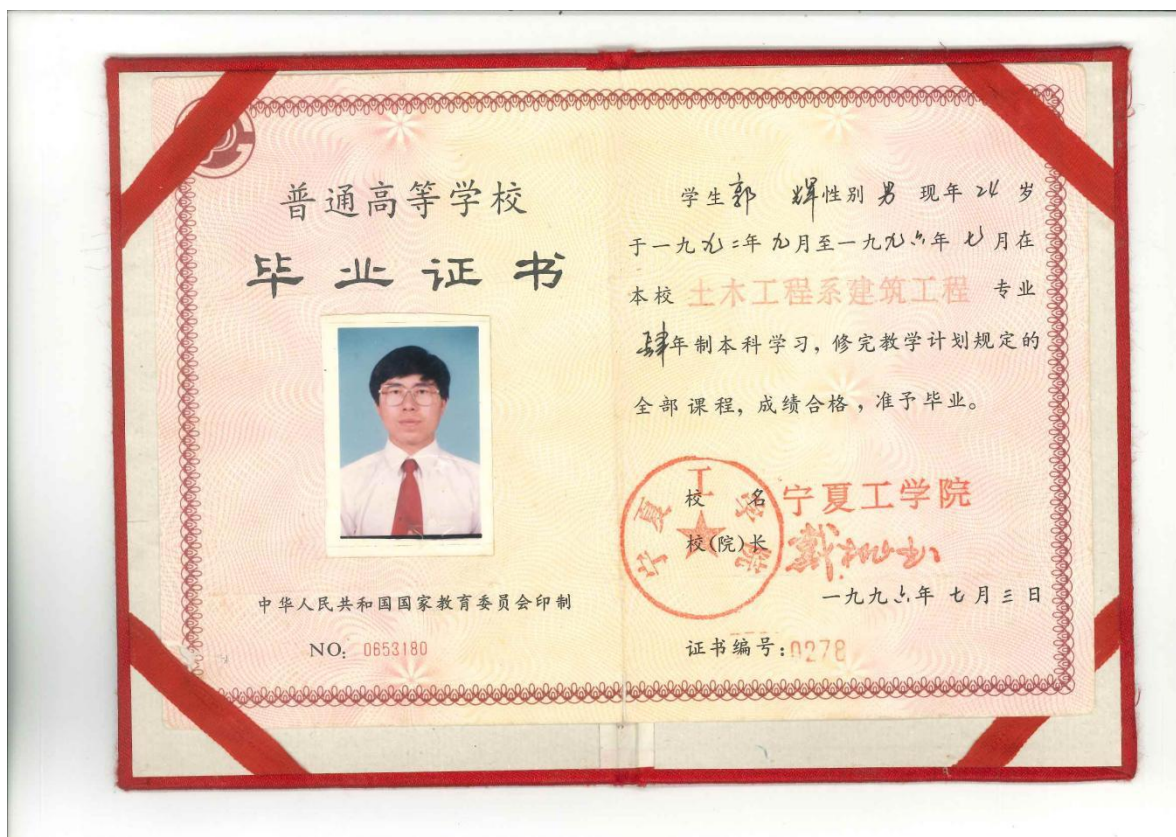 普通高等学校
毕业证书
中华人民共和国国家教育委员会印制
NO: 0653180
学生郭 辉性别男 现年24岁
于一九九二年九月至一九九六年七月在
本校 土木工程系建筑工程 专业
肆年制本科学习，修完教学计划规定的
全部课程，成绩合格，准予毕业。
校 名 宁夏工学院
校(院)长
宁夏工学院
一九九六年七月三日
证书编号：0278